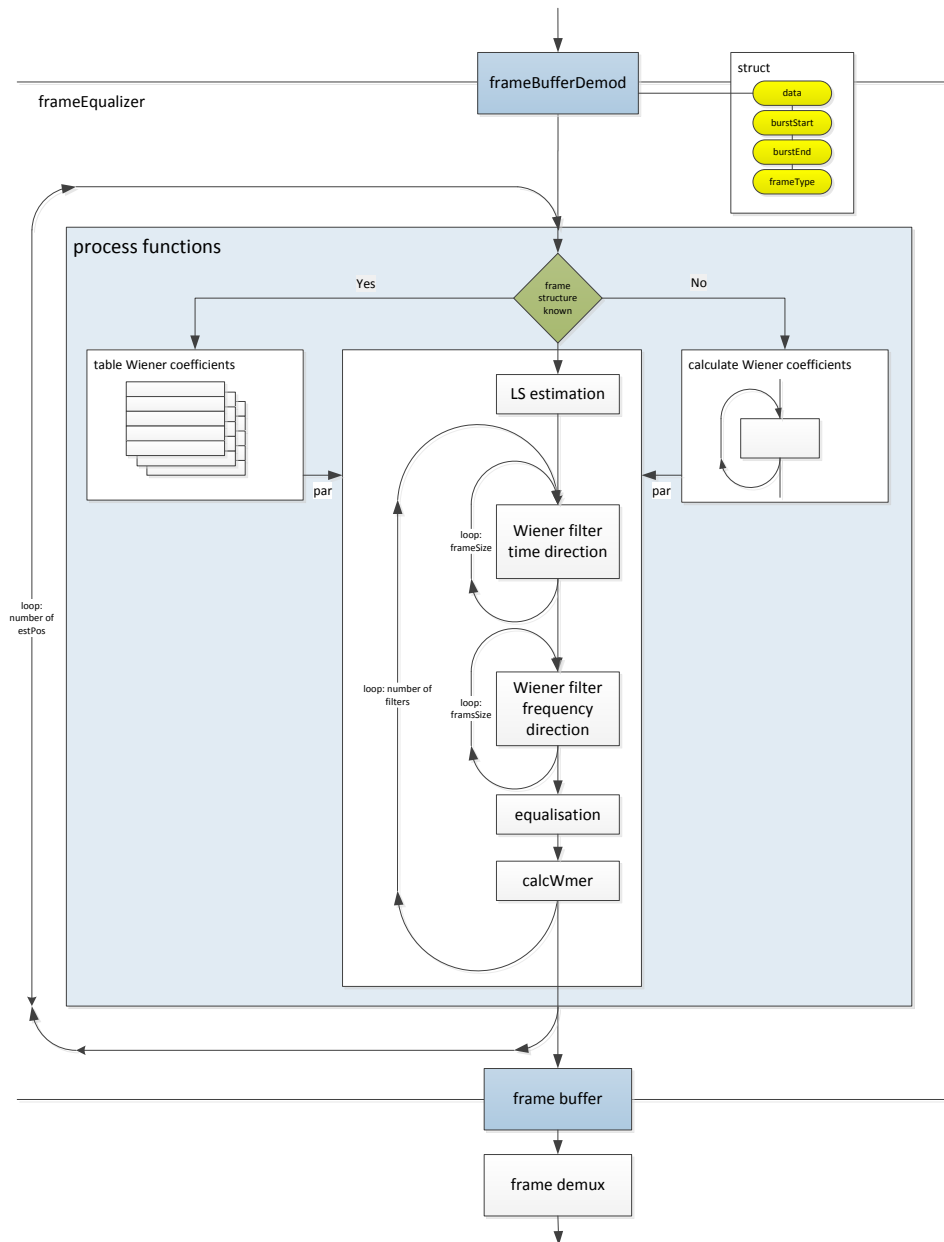 frameBufferDemod
struct
data
burstStart
burstEnd
frameType
frameEqualizer
process functions
frame
structure
known
Yes
No
table Wiener coefficients
calculate Wiener coefficients
LS estimation
par
par
loop:
frameSize
Wiener filter
time direction
loop:
number of
estPos
loop: number of
filters
loop:
framsSize
Wiener filter
frequency
direction
equalisation
calcWmer
frame buffer
frame demux